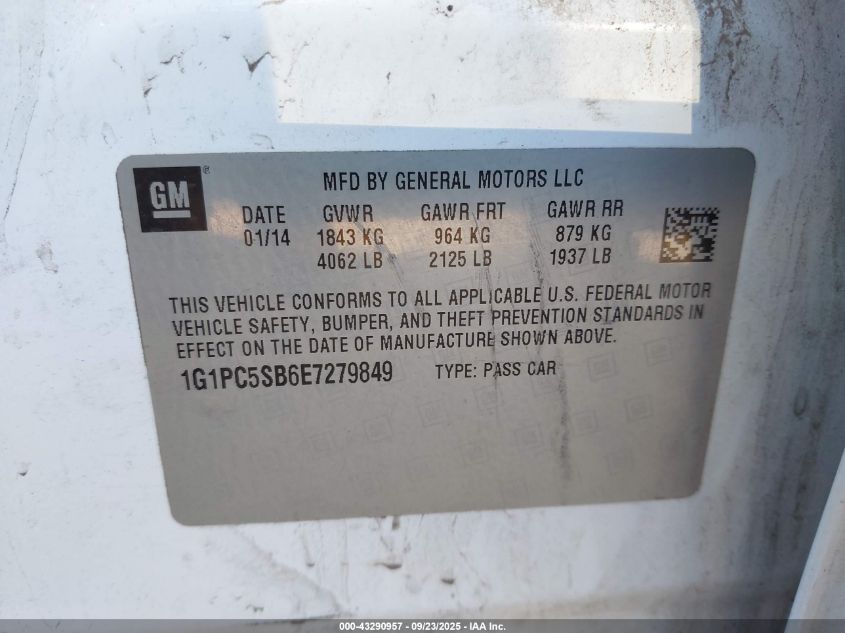 GM®
MFD BY GENERAL MOTORS LLC
DATE GVWR GAWR FRT GAWR RR
01/14 1843 KG 964 KG 879 KG
4062 LB 2125 LB 1937 LB
THIS VEHICLE CONFORMS TO ALL APPLICABLE U.S. FEDERAL MOTOR
VEHICLE SAFETY, BUMPER, AND THEFT PREVENTION STANDARDS IN
EFFECT ON THE DATE OF MANUFACTURE SHOWN ABOVE.
1G1PC5SB6E7279849 TYPE: PASS CAR
000-43290957 - 09/23/2025 - IAA Inc.